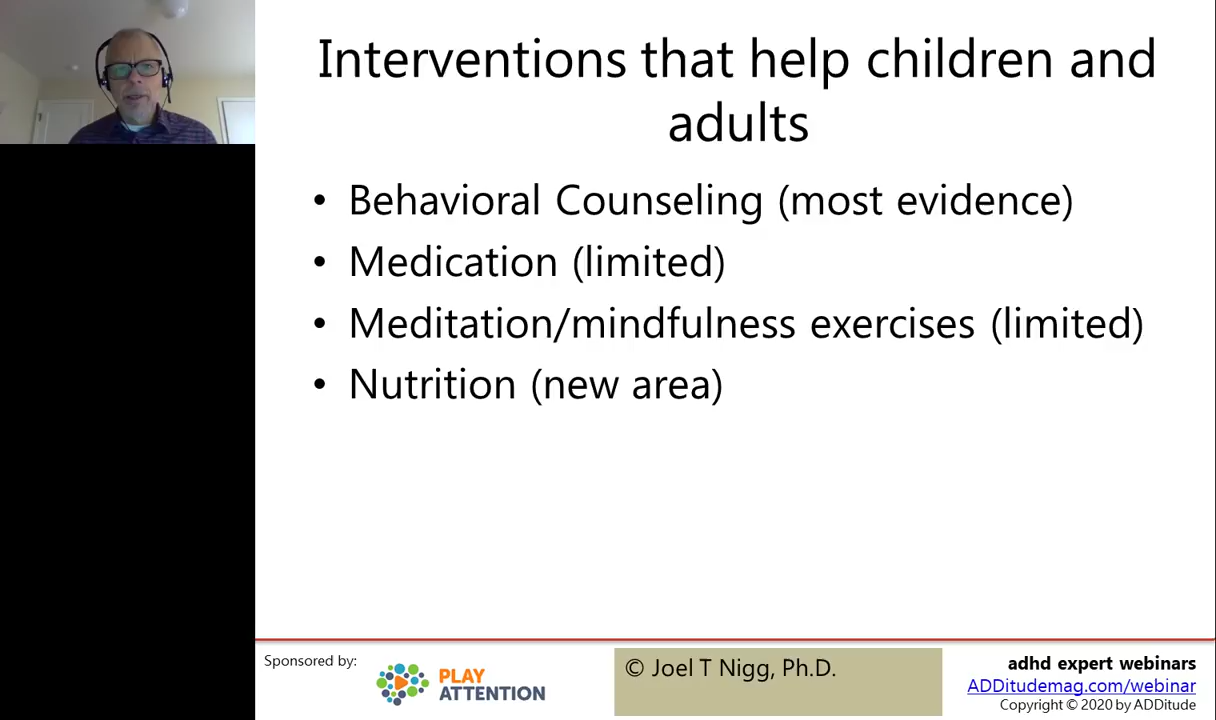 Interventions that help children and
adults
• Behavioral Counseling (most evidence)
• Medication (limited)
• Meditation/mindfulness exercises (limited)
• Nutrition (new area)
Sponsored by:
PLAY
ATTENTION
© Joel T Nigg, Ph.D.
adhd expert webinars
ADDitudemag.com/webinar
Copyright © 2020 by ADDitude